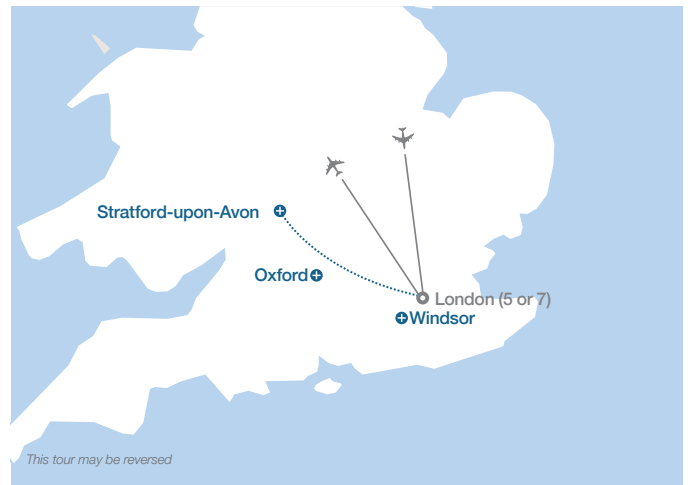 Stratford-upon-Avon
Oxford
London (5 or 7)
Windsor
This tour may be reversed